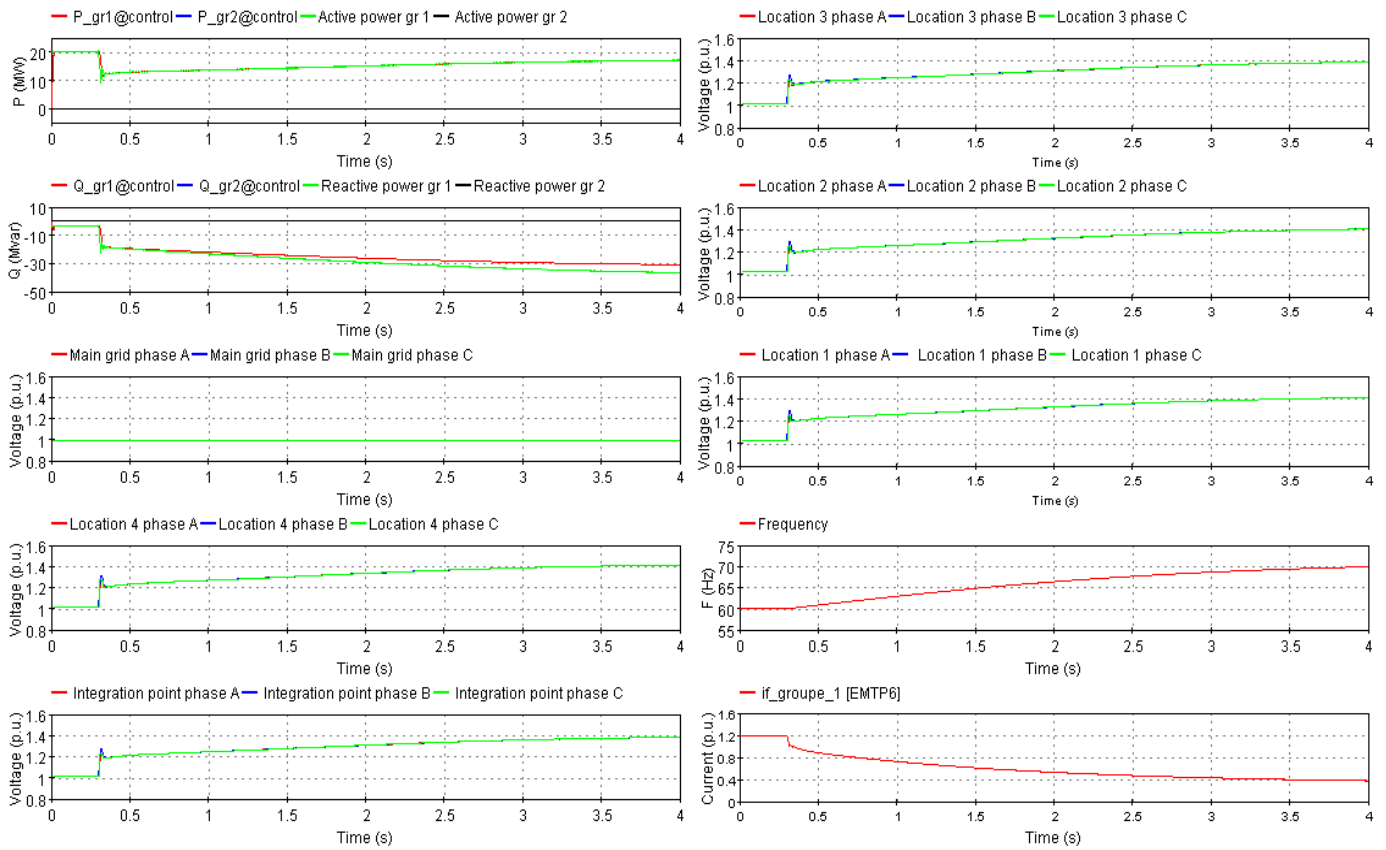 P_gr1@control P_gr2@control Active power gr 1 Active power gr 2
P (MW)
20
10
0
0 0.5 1 1.5 2 2.5 3 3.5 4
Time (s)
Q_gr1@control Q_gr2@control Reactive power gr 1 Reactive power gr 2
Q (Mvar)
10
-10
-30
-50
0 0.5 1 1.5 2 2.5 3 3.5 4
Time (s)
Main grid phase A Main grid phase B Main grid phase C
Voltage (p.u.)
1.6
1.4
1.2
1
0.8
0 0.5 1 1.5 2 2.5 3 3.5 4
Time (s)
Location 4 phase A Location 4 phase B Location 4 phase C
Voltage (p.u.)
1.6
1.4
1.2
1
0.8
0 0.5 1 1.5 2 2.5 3 3.5 4
Time (s)
Integration point phase A Integration point phase B Integration point phase C
Voltage (p.u.)
1.6
1.4
1.2
1
0.8
0 0.5 1 1.5 2 2.5 3 3.5 4
Time (s)
Location 3 phase A Location 3 phase B Location 3 phase C
Voltage (p.u.)
1.6
1.4
1.2
1
0.8
0 0.5 1 1.5 2 2.5 3 3.5 4
Time (s)
Location 2 phase A Location 2 phase B Location 2 phase C
Voltage (p.u.)
1.6
1.4
1.2
1
0.8
0 0.5 1 1.5 2 2.5 3 3.5 4
Time (s)
Location 1 phase A Location 1 phase B Location 1 phase C
Voltage (p.u.)
1.6
1.4
1.2
1
0.8
0 0.5 1 1.5 2 2.5 3 3.5 4
Time (s)
Frequency
F (Hz)
75
70
65
60
55
0 0.5 1 1.5 2 2.5 3 3.5 4
Time (s)
if_groupe_1 [EMTP6]
Current (p.u.)
1.6
1.2
0.8
0.4
0
0 0.5 1 1.5 2 2.5 3 3.5 4
Time (s)